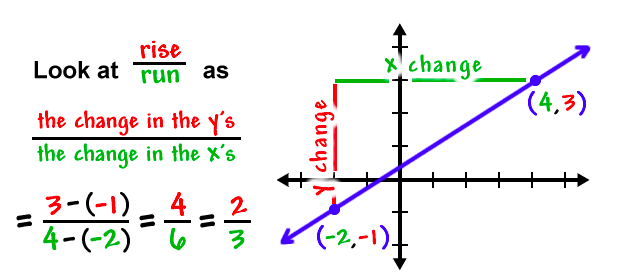 Look at rise/run as
the change in the y's
the change in the x's
= 3-(-1)/4-(-2) = 4/6 = 2/3
x change
y change
(4,3)
(-2,-1)